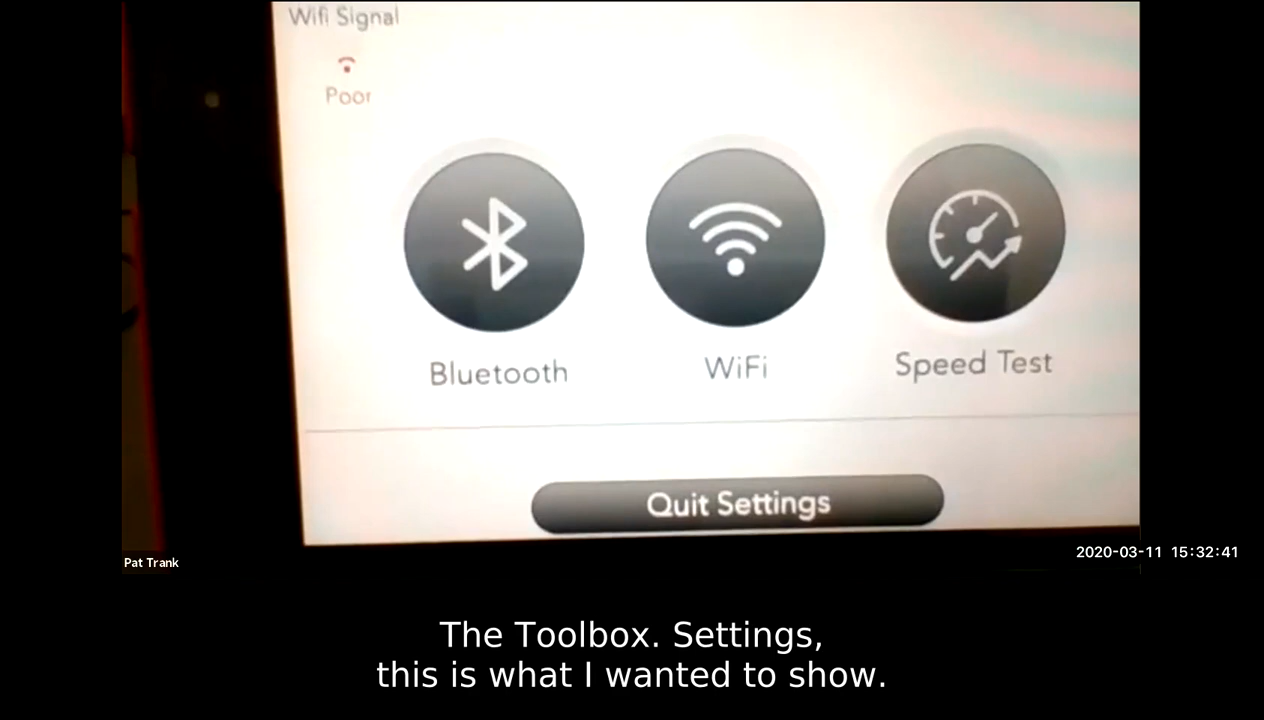 Wifi Signal
Poor
Bluetooth
WiFi
Speed Test
Quit Settings
Pat Trank
2020-03-11 15:32:41
The Toolbox. Settings,
this is what I wanted to show.